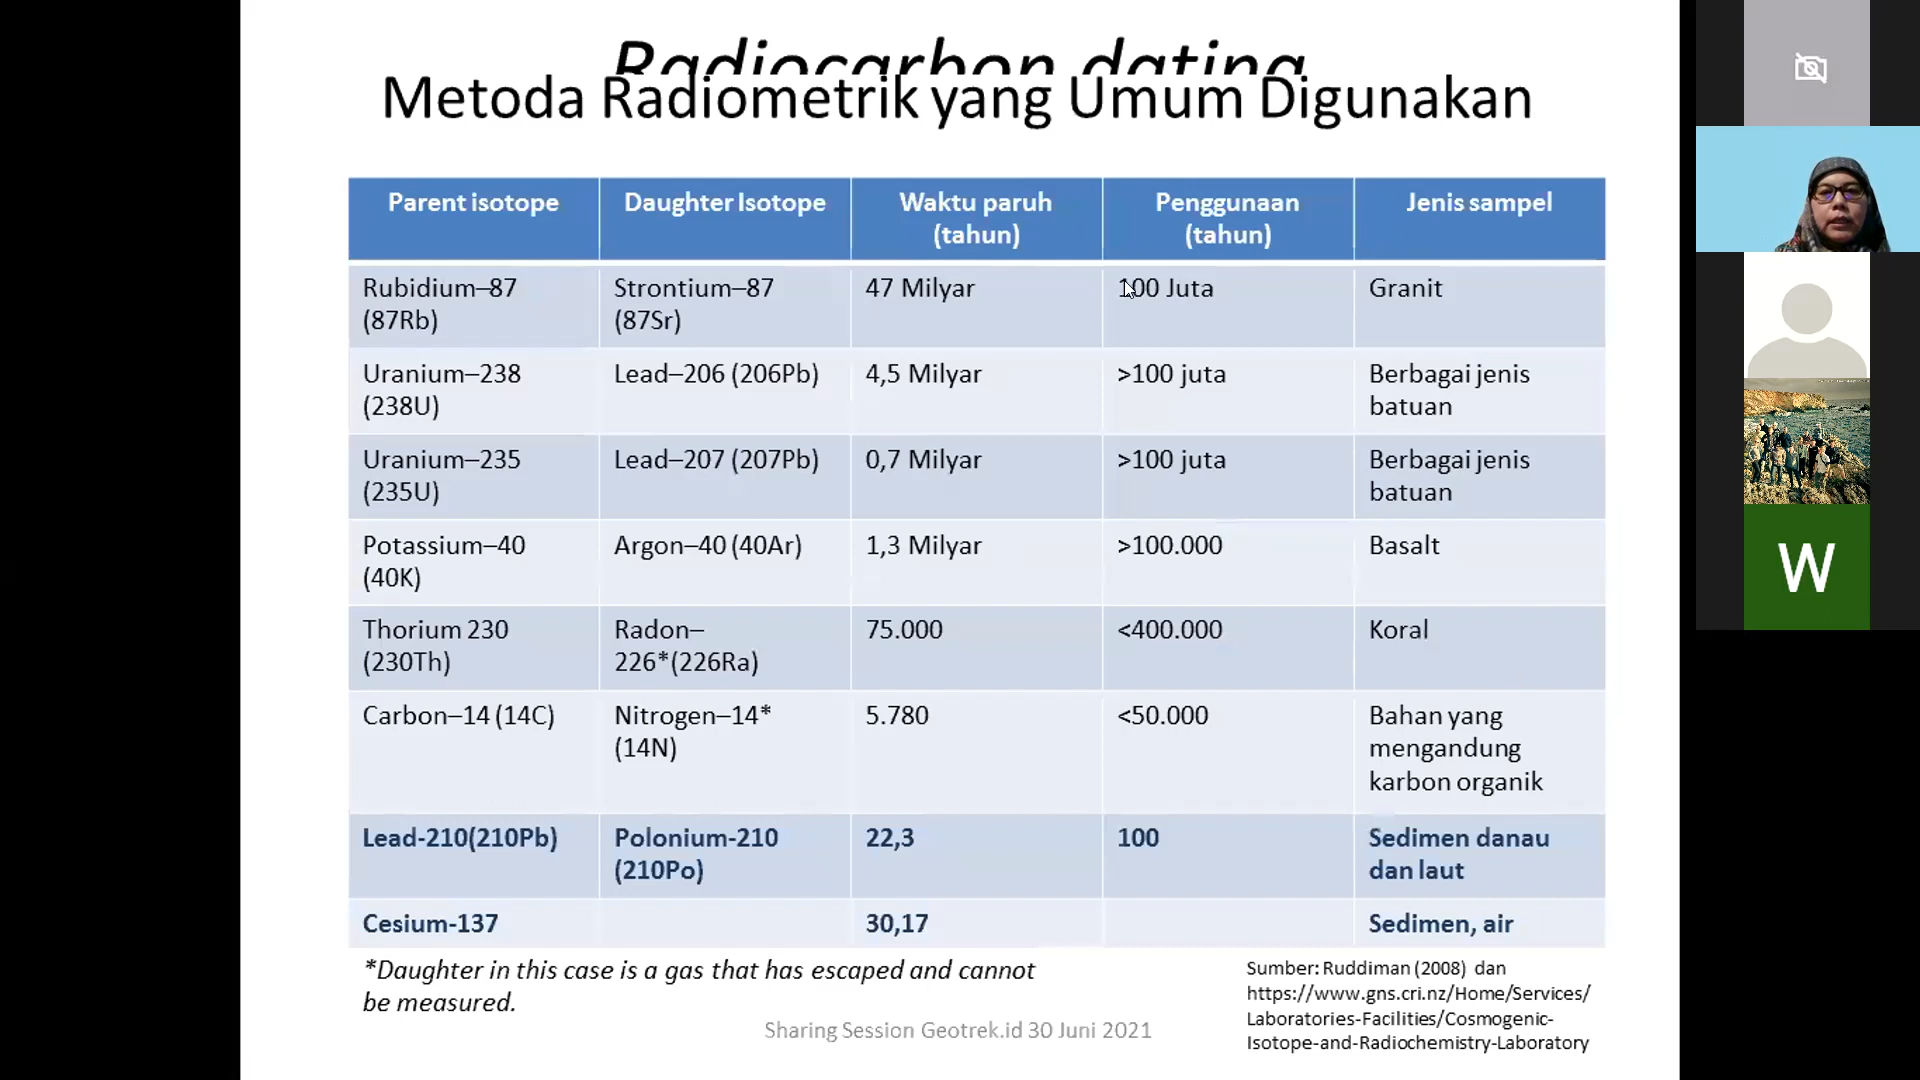 Radiocarbon dating
Metoda Radiometrik yang Umum Digunakan
Parent isotope
Daughter Isotope
Waktu paruh
(tahun)
Penggunaan
(tahun)
Jenis sampel
Rubidium–87
(87Rb)
Strontium–87
(87Sr)
47 Milyar
100 Juta
Granit
Uranium–238
(238U)
Lead–206 (206Pb)
4,5 Milyar
>100 juta
Berbagai jenis
batuan
Uranium–235
(235U)
Lead–207 (207Pb)
0,7 Milyar
>100 juta
Berbagai jenis
batuan
Potassium–40
(40K)
Argon–40 (40Ar)
1,3 Milyar
>100.000
Basalt
Thorium 230
(230Th)
Radon–
226*(226Ra)
75.000
<400.000
Koral
Carbon–14 (14C)
Nitrogen–14*
(14N)
5.780
<50.000
Bahan yang
mengandung
karbon organik
Lead-210(210Pb)
Polonium-210
(210Po)
22,3
100
Sedimen danau
dan laut
Cesium-137
30,17
Sedimen, air
*Daughter in this case is a gas that has escaped and cannot
be measured.
Sumber: Ruddiman (2008) dan
https://www.gns.cri.nz/Home/Services/
Laboratories-Facilities/Cosmogenic-
Isotope-and-Radiochemistry-Laboratory
Sharing Session Geotrek.id 30 Juni 2021
W